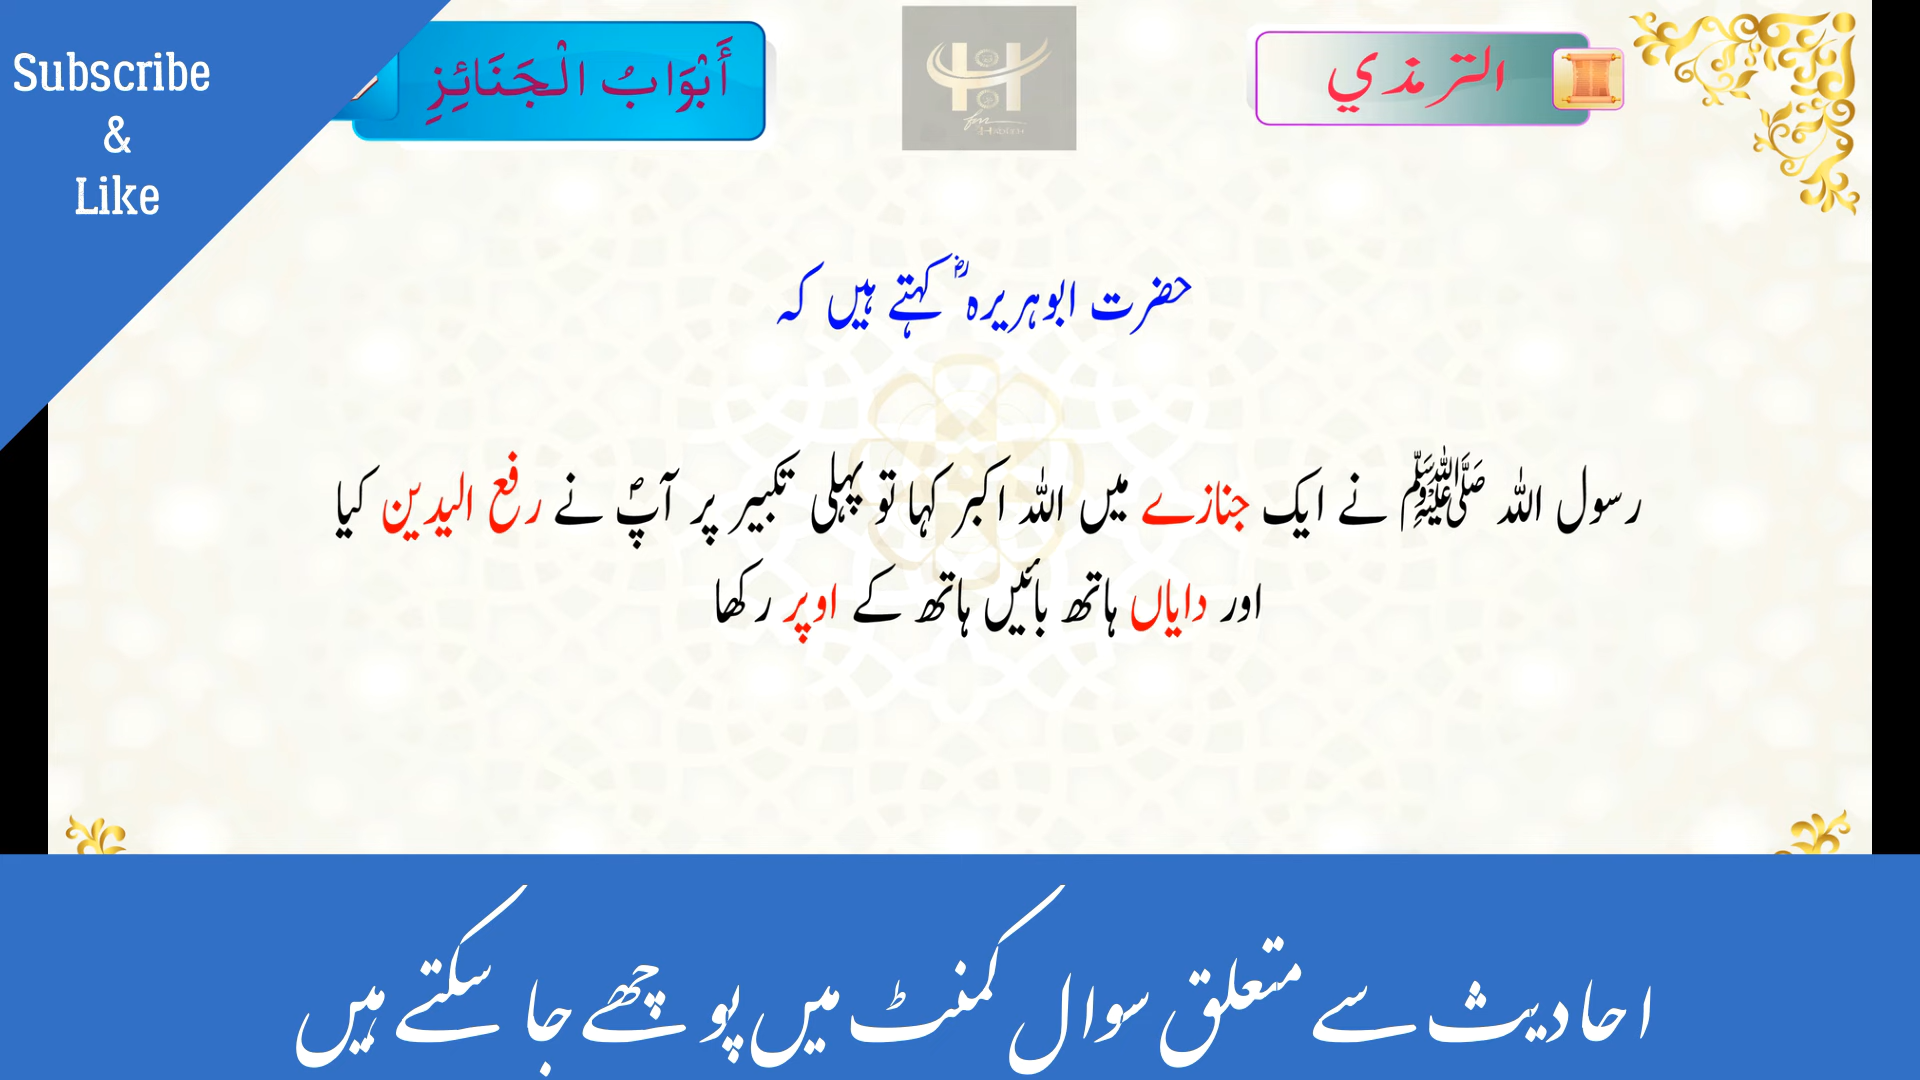 Subscribe
&
Like
أَبْوَابُ الْجَنَائِزِ
الترمذي
حضرت ابوہریرہؓ کہتے ہیں کہ
رسول اللہ ﷺ نے ایک جنازے میں اللہ اکبر کہا تو پہلی تکبیر پر آپؐ نے رفع الیدین کیا
اور دایاں ہاتھ بائیں ہاتھ کے اوپر رکھا
احادیث سے متعلق سوال کمنٹ میں پوچھے جا سکتے ہیں